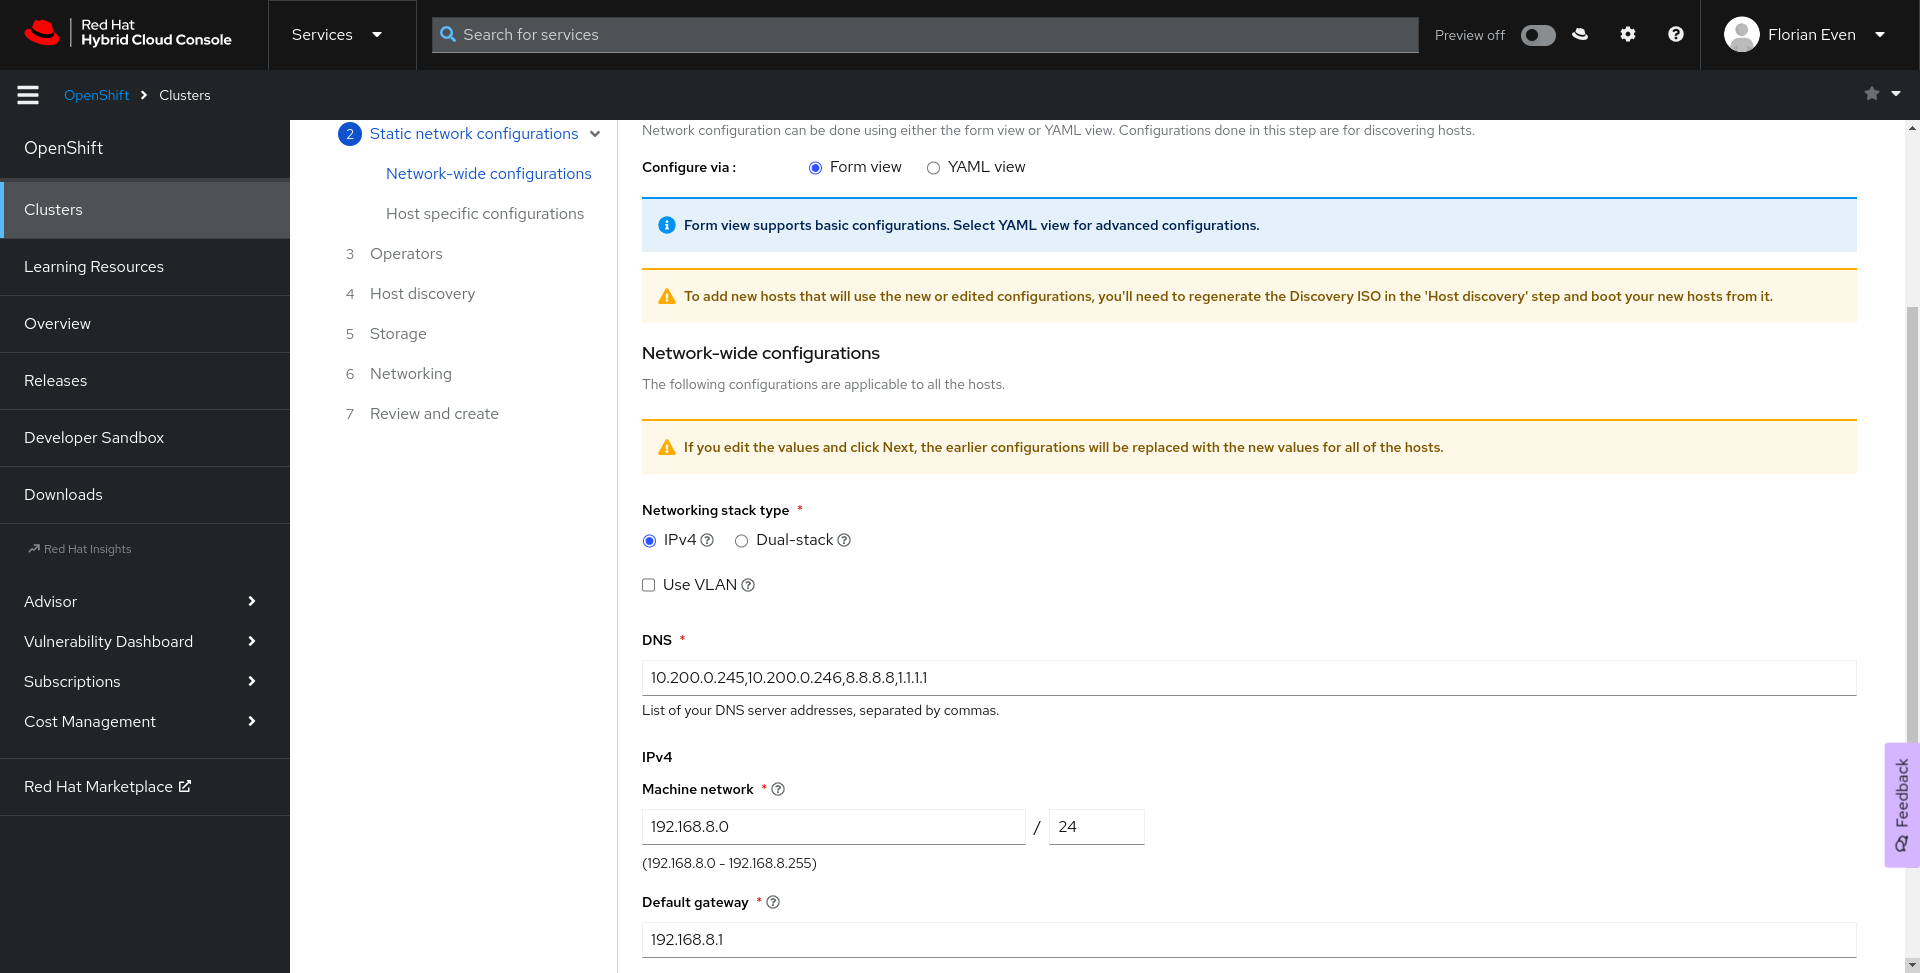 Red Hat
Hybrid Cloud Console
Services
Search for services
Preview off
Florian Even
OpenShift
Clusters
OpenShift
Clusters
Learning Resources
Overview
Releases
Developer Sandbox
Downloads
Red Hat Insights
Advisor
Vulnerability Dashboard
Subscriptions
Cost Management
Red Hat Marketplace
2 Static network configurations
Network-wide configurations
Host specific configurations
3 Operators
4 Host discovery
5 Storage
6 Networking
7 Review and create
Network configuration can be done using either the form view or YAML view. Configurations done in this step are for discovering hosts.
Configure via : Form view YAML view
Form view supports basic configurations. Select YAML view for advanced configurations.
To add new hosts that will use the new or edited configurations, you'll need to regenerate the Discovery ISO in the 'Host discovery' step and boot your new hosts from it.
Network-wide configurations
The following configurations are applicable to all the hosts.
If you edit the values and click Next, the earlier configurations will be replaced with the new values for all of the hosts.
Networking stack type *
IPv4 Dual-stack
Use VLAN
DNS *
10.200.0.245,10.200.0.246,8.8.8.8,1.1.1.1
List of your DNS server addresses, separated by commas.
IPv4
Machine network *
192.168.8.0 / 24
(192.168.8.0 - 192.168.8.255)
Default gateway *
192.168.8.1
Feedback